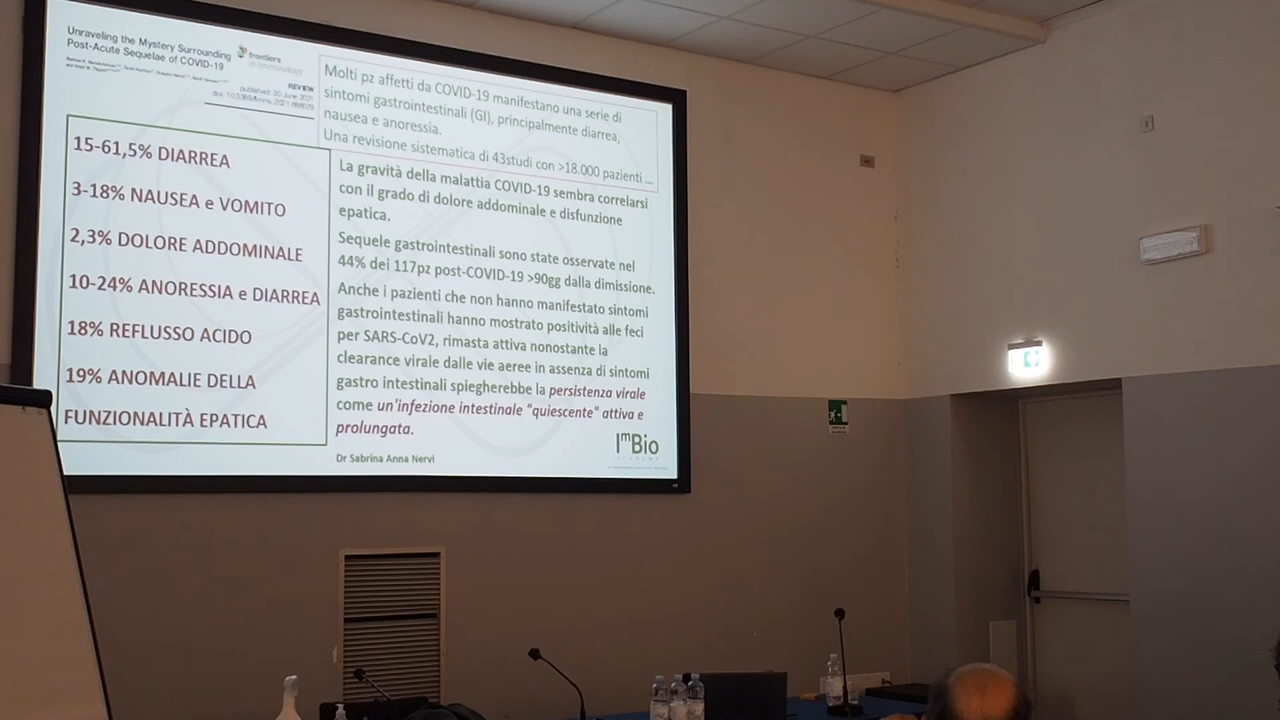 Unraveling the Mystery Surrounding
Post-Acute Sequelae of COVID-19
frontiers
in Immunology
REVIEW
published: 30 June 2021
Molti pz affetti da COVID-19 manifestano una serie di
sintomi gastrointestinali (GI), principalmente diarrea,
nausea e anoressia.
Una revisione sistematica di 43studi con >18.000 pazienti ...
15-61,5% DIARREA
3-18% NAUSEA e VOMITO
2,3% DOLORE ADDOMINALE
10-24% ANORESSIA e DIARREA
18% REFLUSSO ACIDO
19% ANOMALIE DELLA
FUNZIONALITÀ EPATICA
La gravità della malattia COVID-19 sembra correlarsi
con il grado di dolore addominale e disfunzione
epatica.
Sequele gastrointestinali sono state osservate nel
44% dei 117pz post-COVID-19 >90gg dalla dimissione.
Anche i pazienti che non hanno manifestato sintomi
gastrointestinali hanno mostrato positività alle feci
per SARS-CoV2, rimasta attiva nonostante la
clearance virale dalle vie aeree in assenza di sintomi
gastro intestinali spiegherebbe la persistenza virale
come un'infezione intestinale "quiescente" attiva e
prolungata.
Dr Sabrina Anna Nervi
ImBio